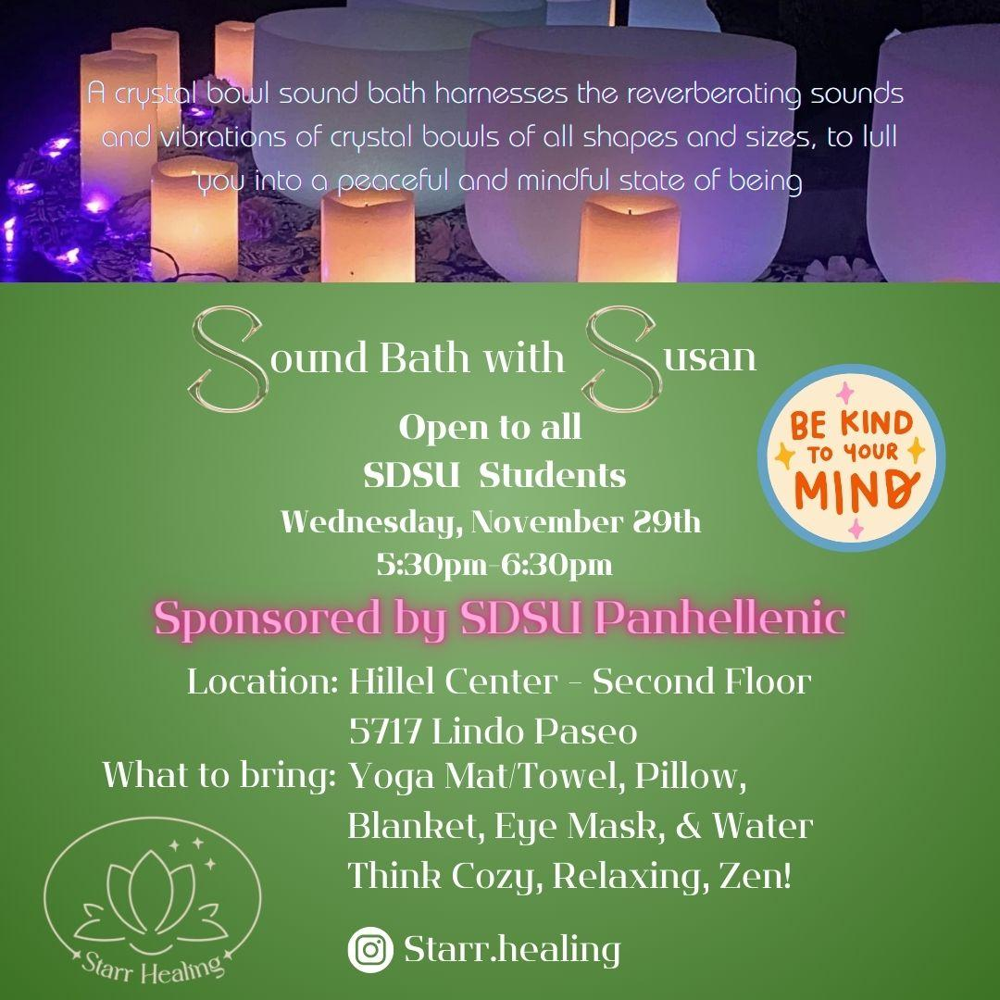 A crystal bowl sound bath harnesses the reverberating sounds
and vibrations of crystal bowls of all shapes and sizes, to lull
you into a peaceful and mindful state of being
Sound Bath with Susan
Open to all
SDSU Students
Wednesday, November 29th
5:30pm-6:30pm
BE KIND
TO YOUR
MIND
Sponsored by SDSU Panhellenic
Location: Hillel Center - Second Floor
5717 Lindo Paseo
What to bring: Yoga Mat/Towel, Pillow,
Blanket, Eye Mask, & Water
Think Cozy, Relaxing, Zen!
Starr Healing
Starr.healing